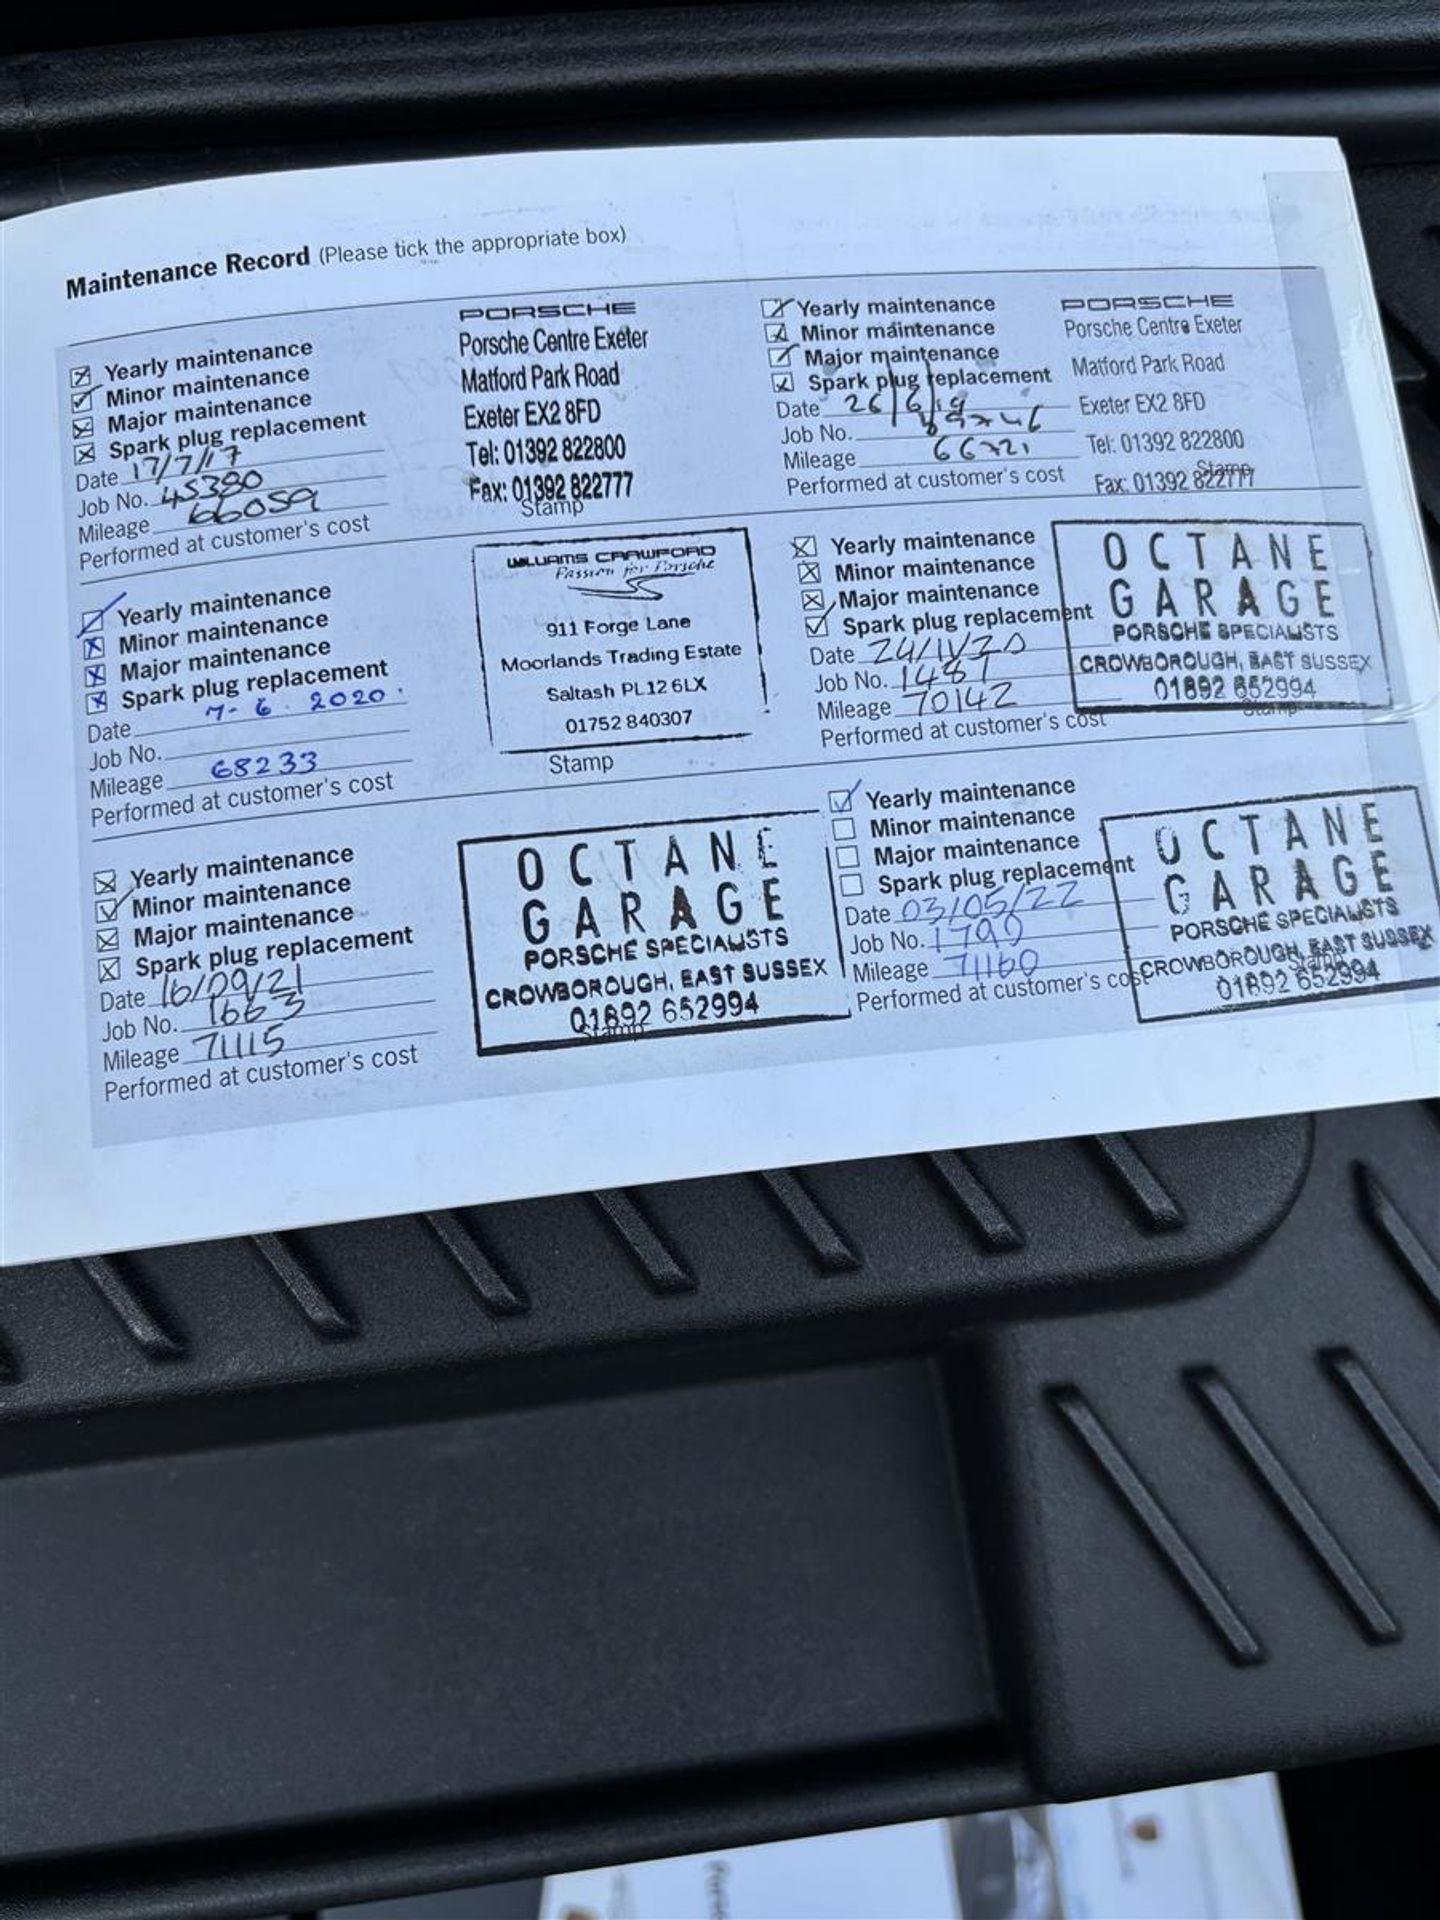 Maintenance Record (Please tick the appropriate box)
Yearly maintenance
Minor maintenance
Major maintenance
Spark plug replacement
Date 17/7/17
Job No. 45380
Mileage 66059
Performed at customer's cost
PORSCHE
Porsche Centre Exeter
Matford Park Road
Exeter EX2 8FD
Tel: 01392 822800
Fax: 01392 822777
Stamp
Yearly maintenance
Minor maintenance
Major maintenance
Spark plug replacement
Date 26/6/19
Job No.
Mileage 66721
Performed at customer's cost
PORSCHE
Porsche Centre Exeter
Matford Park Road
Exeter EX2 8FD
Tel: 01392 822800
Fax: 01392 822777
Stamp
Yearly maintenance
Minor maintenance
Major maintenance
Spark plug replacement
Date 7-6.2020.
Job No.
Mileage 68233
Performed at customer's cost
WILLIAMS CRAWFORD
Passion for Porsche
911 Forge Lane
Moorlands Trading Estate
Saltash PL12 6LX
01752 840307
Stamp
Yearly maintenance
Minor maintenance
Major maintenance
Spark plug replacement
Date 24/11/20
Job No. 1481
Mileage 70142
Performed at customer's cost
OCTANE
GARAGE
PORSCHE SPECIALISTS
CROWBOROUGH, EAST SUSSEX
01892 652994
Stamp
Yearly maintenance
Minor maintenance
Major maintenance
Spark plug replacement
Date 16/09/21
Job No. 1663
Mileage 71115
Performed at customer's cost
OCTANE
GARAGE
PORSCHE SPECIALISTS
CROWBOROUGH, EAST SUSSEX
01892 652994
Stamp
Yearly maintenance
Minor maintenance
Major maintenance
Spark plug replacement
Date 03/05/22
Job No. 1790
Mileage 71160
Performed at customer's cost
OCTANE
GARAGE
PORSCHE SPECIALISTS
CROWBOROUGH, EAST SUSSEX
01892 652994
Stamp